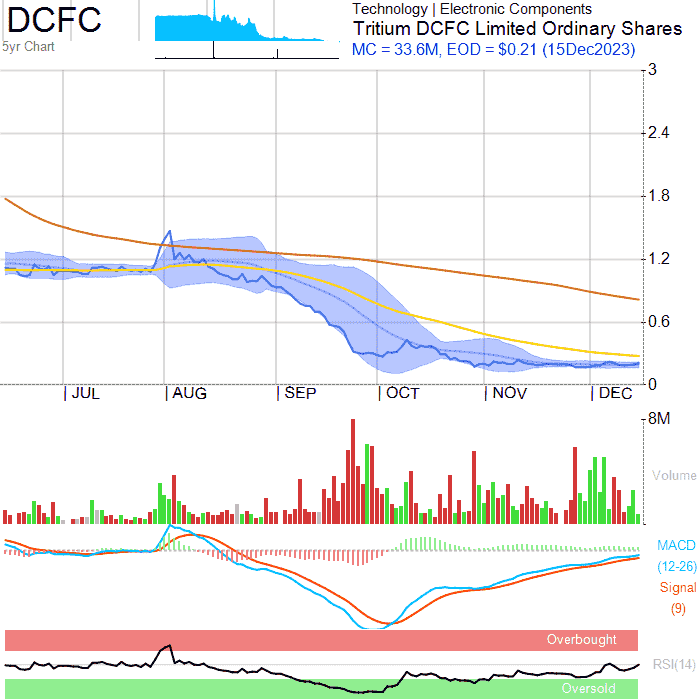 DCFC
5yr Chart
Technology | Electronic Components
Tritium DCFC Limited Ordinary Shares
MC = 33.6M, EOD = $0.21 (15Dec2023)
3
2.4
1.8
1.2
0.6
0
JUL AUG SEP OCT NOV DEC
8M
Volume
MACD
(12-26)
Signal
(9)
Overbought
RSI(14)
Oversold